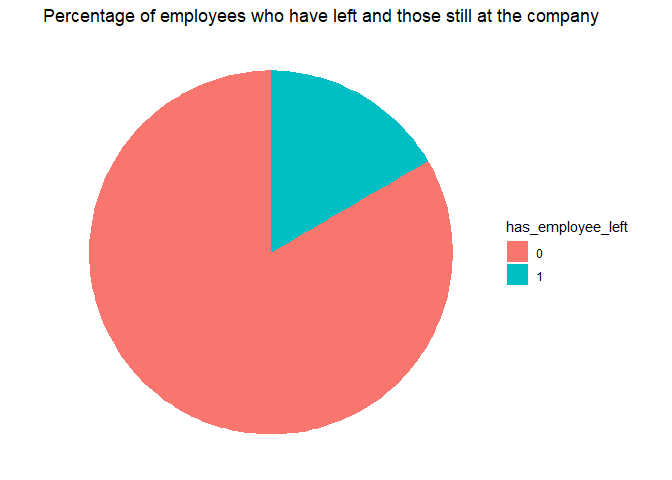 Percentage of employees who have left and those still at the company
has_employee_left
0
1